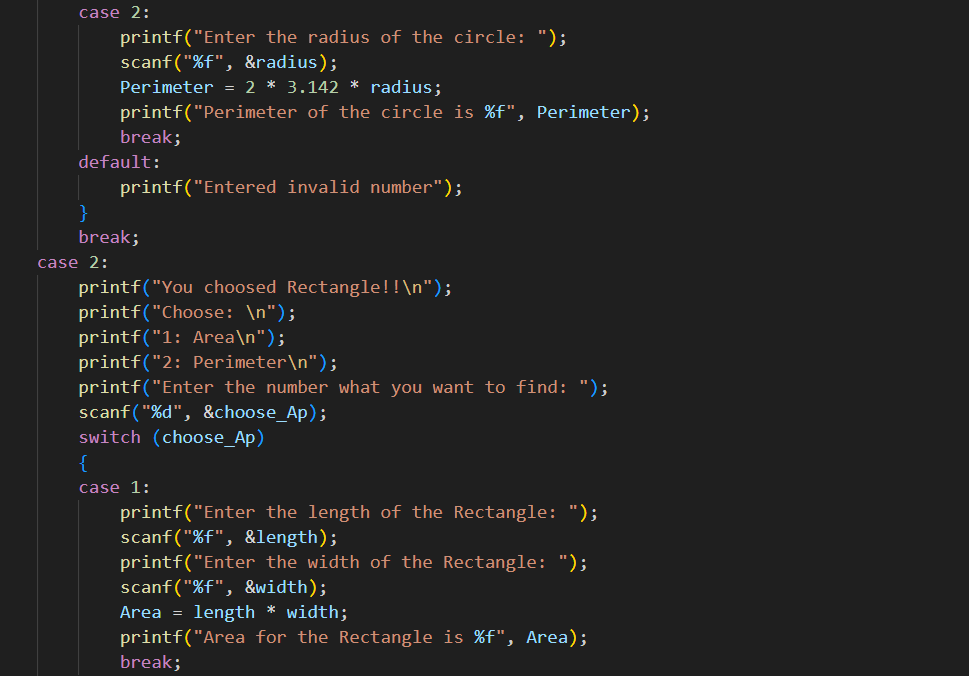 case 2:
printf("Enter the radius of the circle: ");
scanf("%f", &radius);
Perimeter = 2 * 3.142 * radius;
printf("Perimeter of the circle is %f", Perimeter);
break;
default:
printf("Entered invalid number");
}
break;
case 2:
printf("You choosed Rectangle!!\n");
printf("Choose: \n");
printf("1: Area\n");
printf("2: Perimeter\n");
printf("Enter the number what you want to find: ");
scanf("%d", &choose_Ap);
switch (choose_Ap)
{
case 1:
printf("Enter the length of the Rectangle: ");
scanf("%f", &length);
printf("Enter the width of the Rectangle: ");
scanf("%f", &width);
Area = length * width;
printf("Area for the Rectangle is %f", Area);
break;